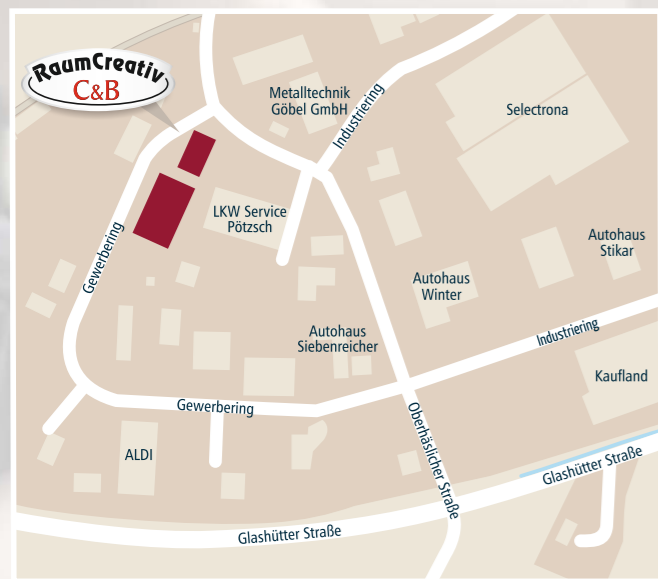 RaumCreativ
C&B
Metalltechnik
Göbel GmbH
Industriering
Selectrona
LKW Service
Pötzsch
Gewerbering
Autohaus
Stikar
Autohaus
Winter
Autohaus
Siebenreicher
Industriering
Kaufland
Gewerbering
Oberhäslicher Straße
ALDI
Glashütter Straße
Glashütter Straße